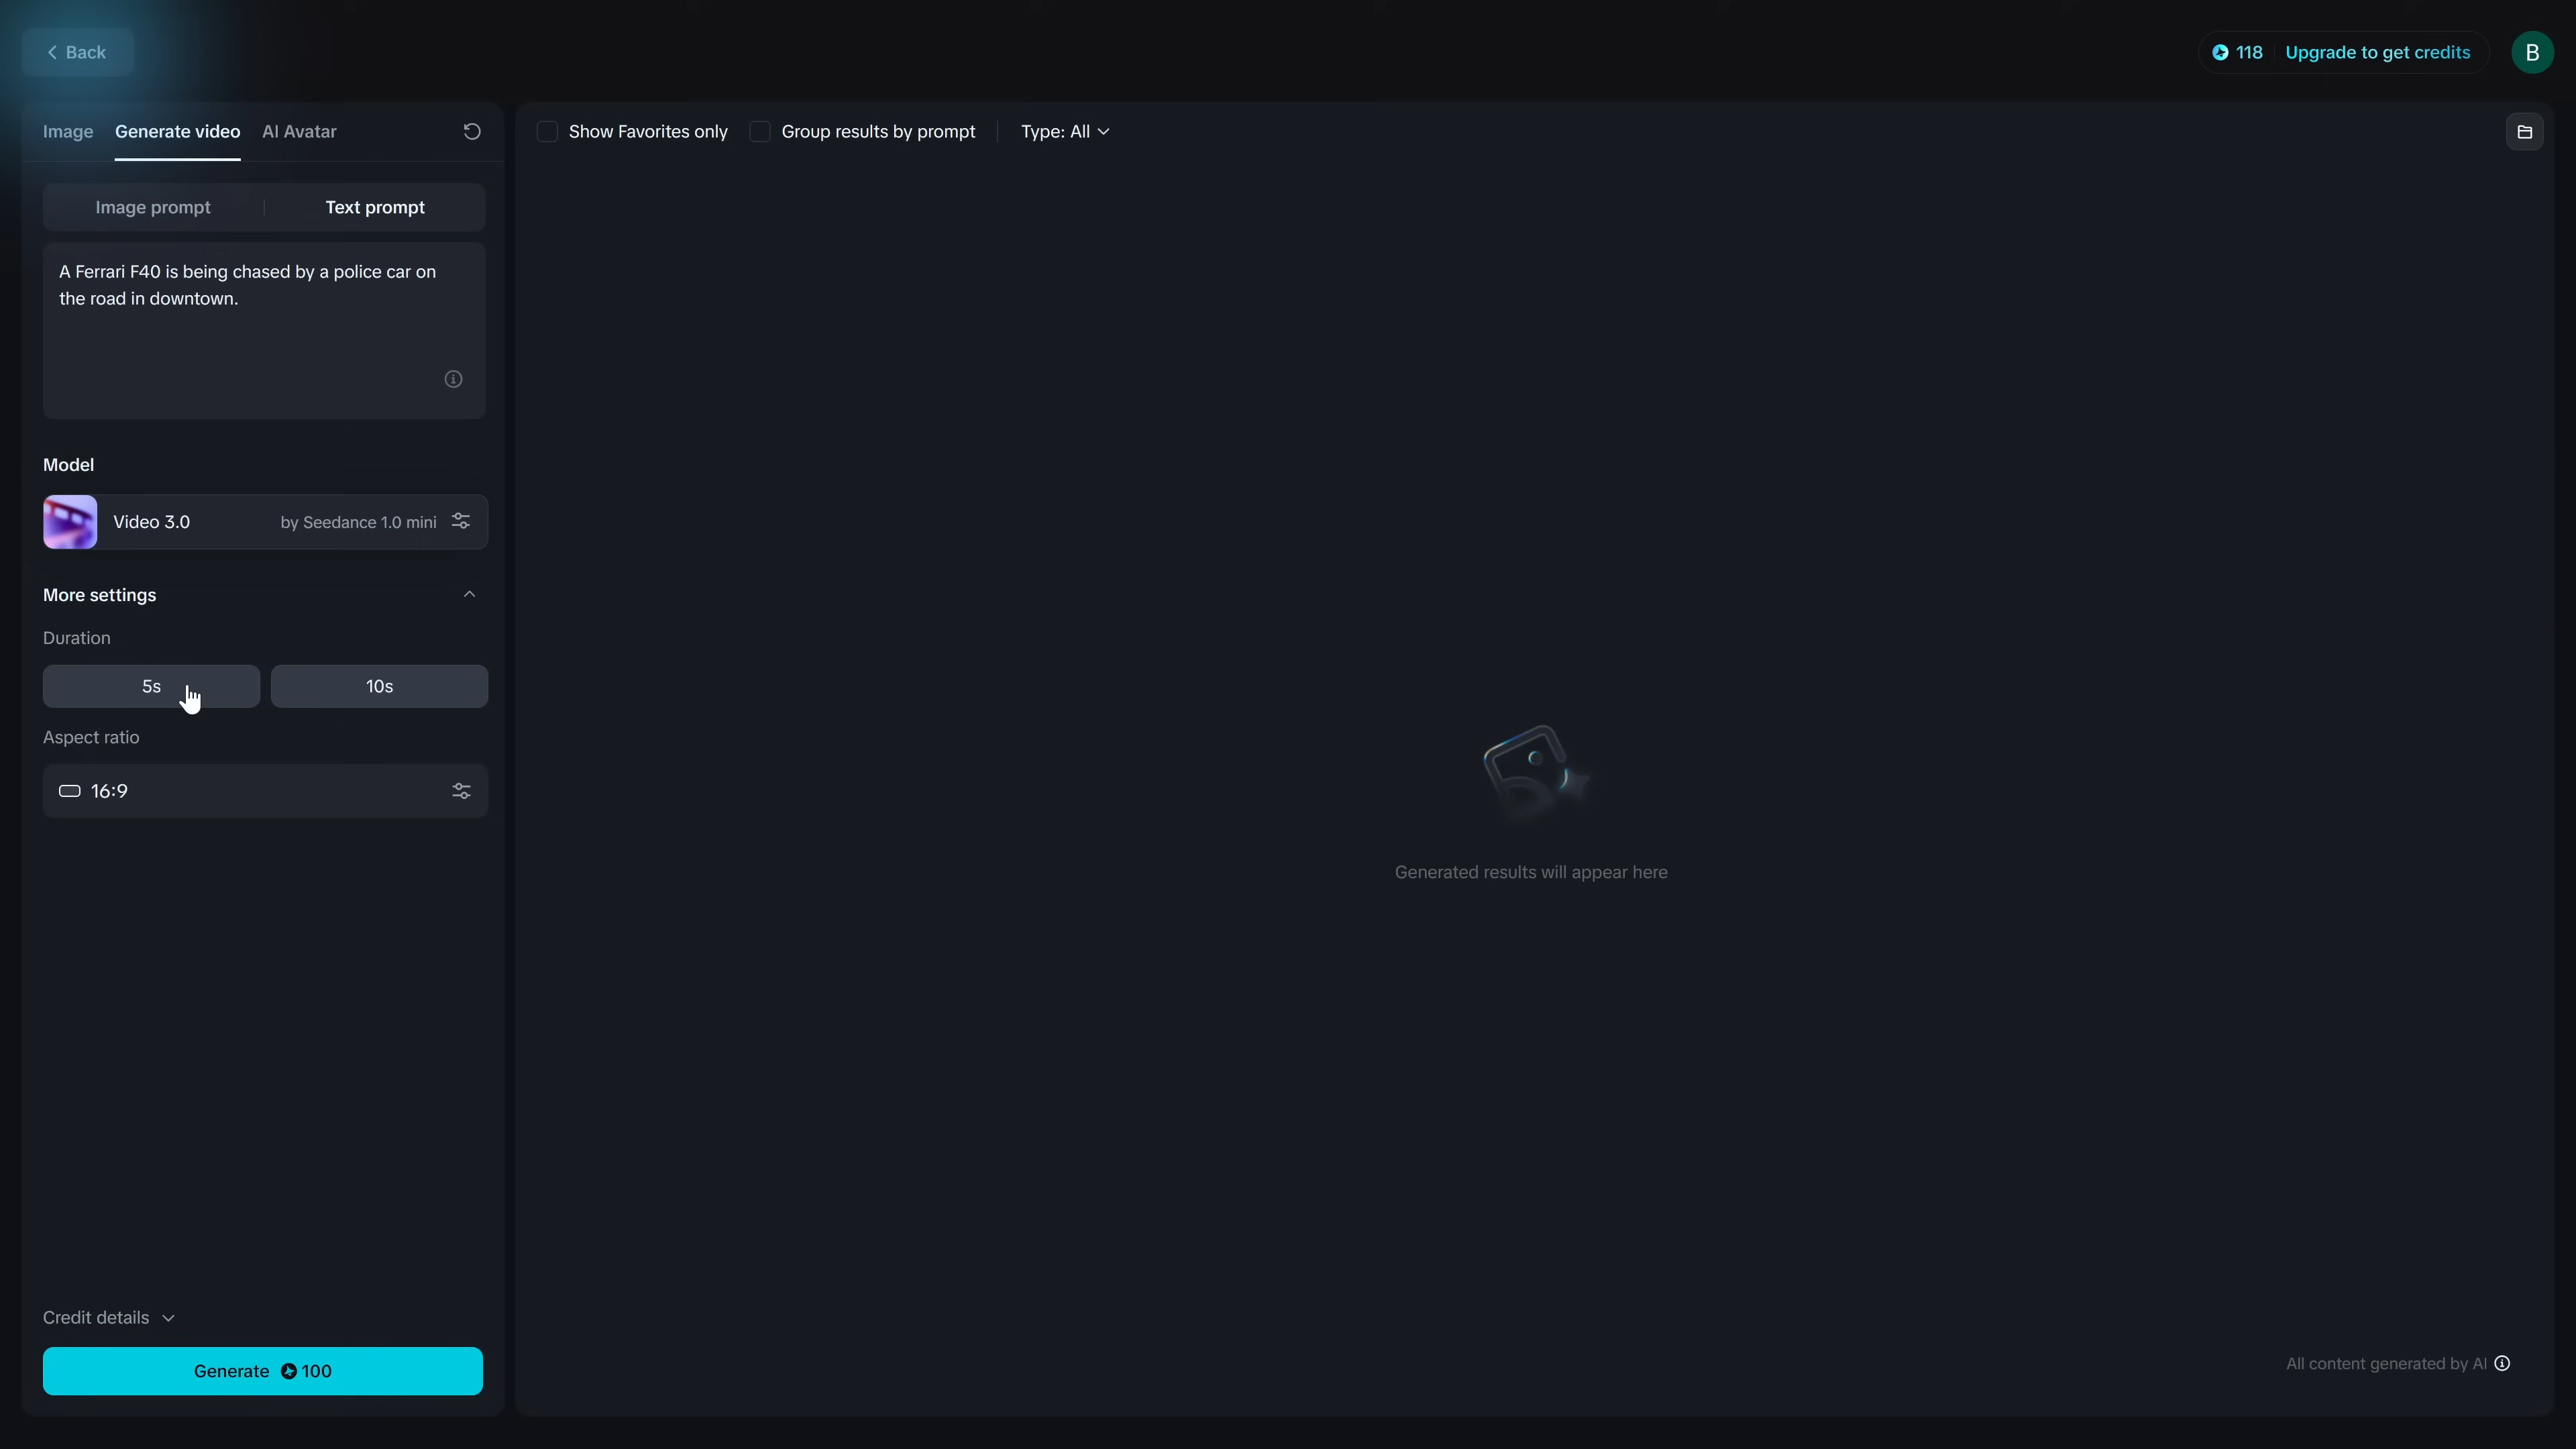 Back
118 Upgrade to get credits B
Image Generate video AI Avatar
Show Favorites only Group results by prompt Type: All
Image prompt Text prompt
A Ferrari F40 is being chased by a police car on
the road in downtown.
Model
Video 3.0 by Seedance 1.0 mini
More settings
Duration
5s 10s
Aspect ratio
16:9
Generated results will appear here
Credit details
Generate 100
All content generated by AI